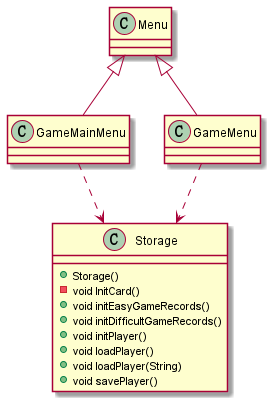 C Menu
C GameMainMenu
C GameMenu
C Storage
Storage()
void InitCard()
void initEasyGameRecords()
void initDifficultGameRecords()
void initPlayer()
void loadPlayer()
void loadPlayer(String)
void savePlayer()